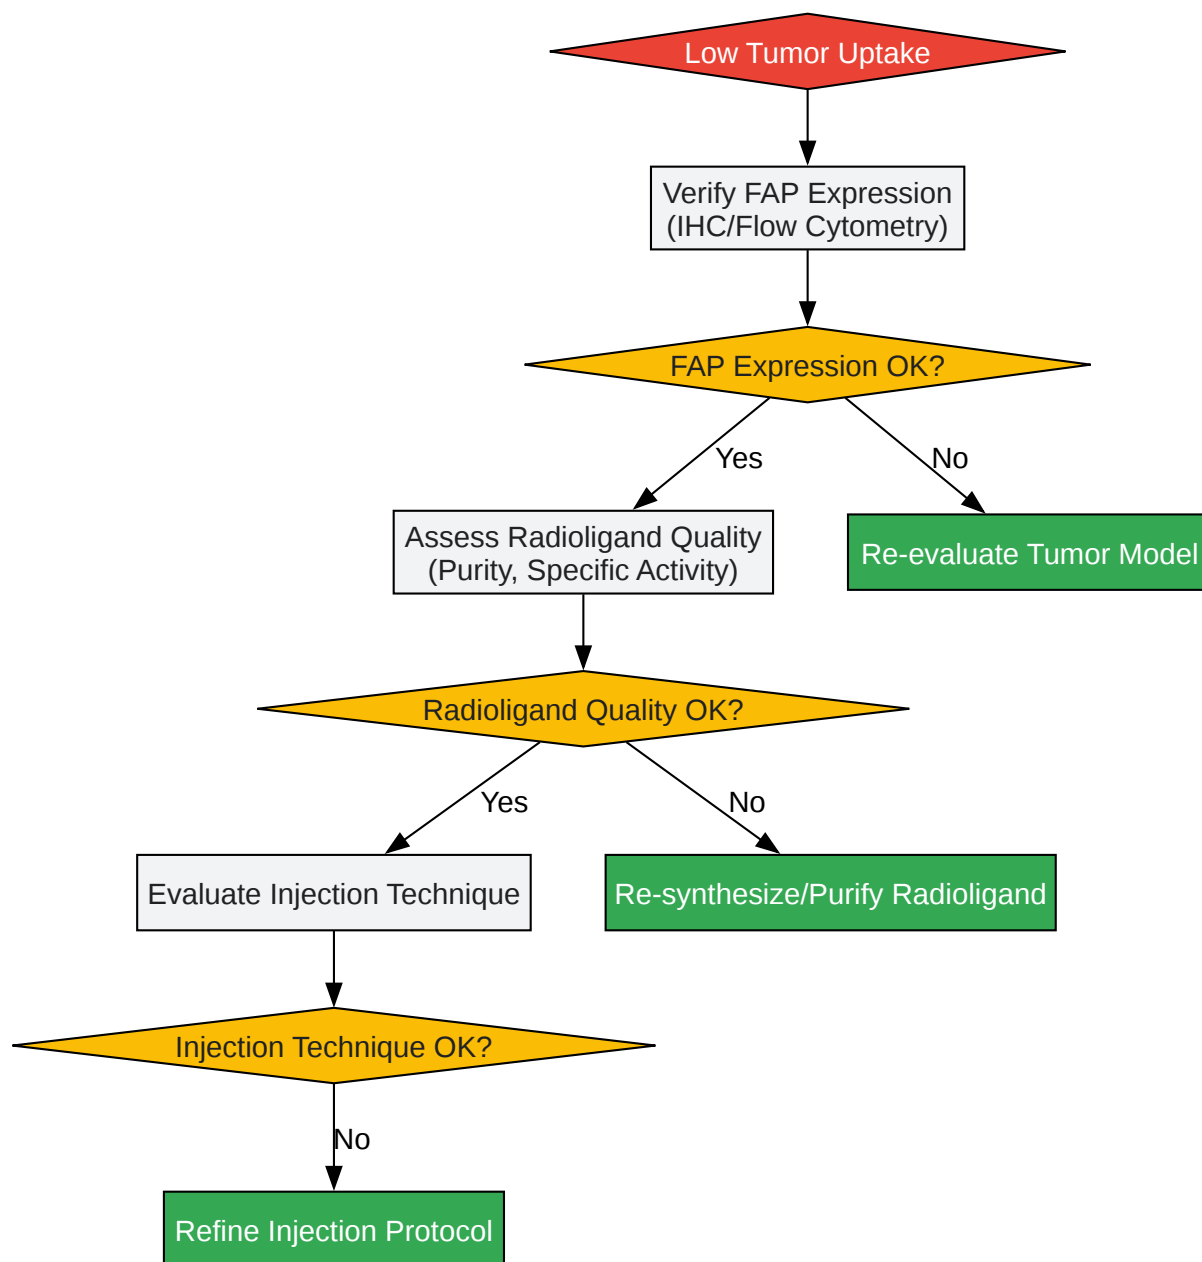 Low Tumor Uptake
Verify FAP Expression
(IHC/Flow Cytometry)
FAP Expression OK?
Yes
No
Assess Radioligand Quality
(Purity, Specific Activity)
Re-evaluate Tumor Model
Radioligand Quality OK?
Yes
No
Evaluate Injection Technique
Re-synthesize/Purify Radioligand
Injection Technique OK?
No
Refine Injection Protocol